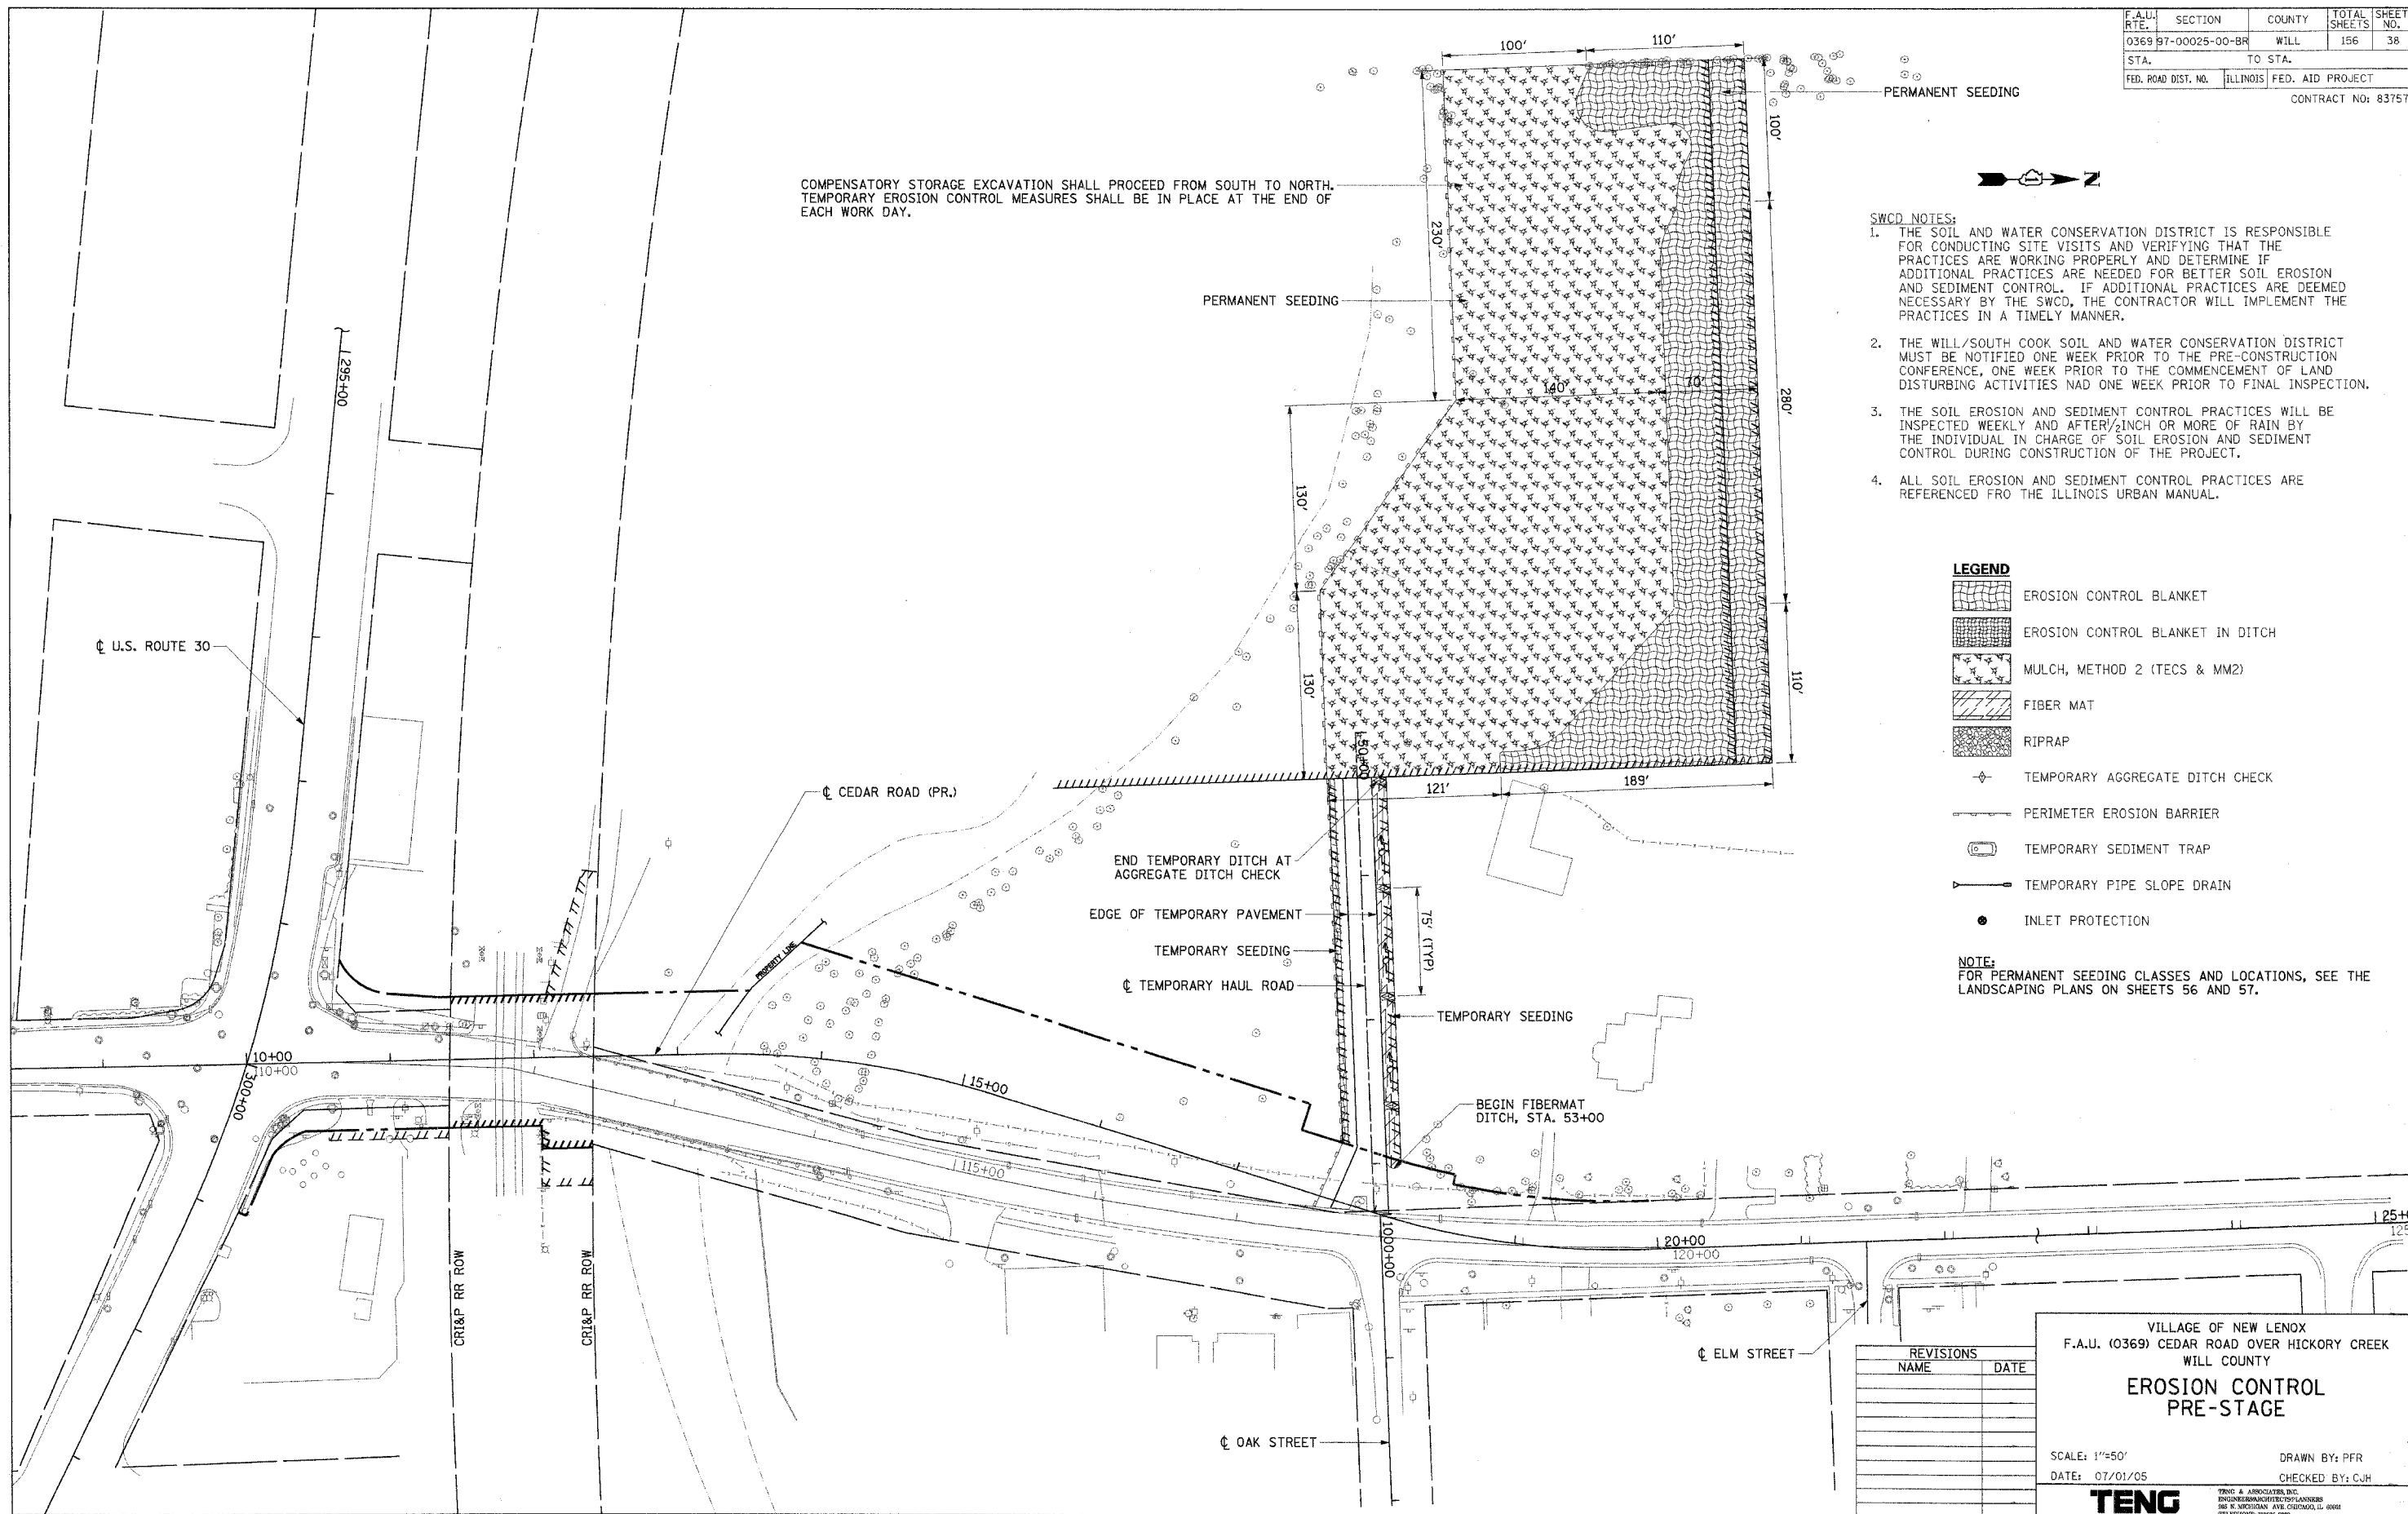 F.A.U. RTE. SECTION COUNTY TOTAL SHEETS SHEET NO.
0369 97-00025-00-BR WILL 156 38
STA. TO STA.
FED. ROAD DIST. NO. ILLINOIS FED. AID PROJECT
CONTRACT NO: 83757
100'
110'
PERMANENT SEEDING
100'
N
COMPENSATORY STORAGE EXCAVATION SHALL PROCEED FROM SOUTH TO NORTH.
TEMPORARY EROSION CONTROL MEASURES SHALL BE IN PLACE AT THE END OF
EACH WORK DAY.
230'
PERMANENT SEEDING
140'
70'
280'
130'
130'
110'
SWCD NOTES:
1. THE SOIL AND WATER CONSERVATION DISTRICT IS RESPONSIBLE
FOR CONDUCTING SITE VISITS AND VERIFYING THAT THE
PRACTICES ARE WORKING PROPERLY AND DETERMINE IF
ADDITIONAL PRACTICES ARE NEEDED FOR BETTER SOIL EROSION
AND SEDIMENT CONTROL. IF ADDITIONAL PRACTICES ARE DEEMED
NECESSARY BY THE SWCD, THE CONTRACTOR WILL IMPLEMENT THE
PRACTICES IN A TIMELY MANNER.
2. THE WILL/SOUTH COOK SOIL AND WATER CONSERVATION DISTRICT
MUST BE NOTIFIED ONE WEEK PRIOR TO THE PRE-CONSTRUCTION
CONFERENCE, ONE WEEK PRIOR TO THE COMMENCEMENT OF LAND
DISTURBING ACTIVITIES NAD ONE WEEK PRIOR TO FINAL INSPECTION.
3. THE SOIL EROSION AND SEDIMENT CONTROL PRACTICES WILL BE
INSPECTED WEEKLY AND AFTER 1/2 INCH OR MORE OF RAIN BY
THE INDIVIDUAL IN CHARGE OF SOIL EROSION AND SEDIMENT
CONTROL DURING CONSTRUCTION OF THE PROJECT.
4. ALL SOIL EROSION AND SEDIMENT CONTROL PRACTICES ARE
REFERENCED FRO THE ILLINOIS URBAN MANUAL.
LEGEND
EROSION CONTROL BLANKET
EROSION CONTROL BLANKET IN DITCH
MULCH, METHOD 2 (TECS & MM2)
FIBER MAT
RIPRAP
TEMPORARY AGGREGATE DITCH CHECK
PERIMETER EROSION BARRIER
TEMPORARY SEDIMENT TRAP
TEMPORARY PIPE SLOPE DRAIN
INLET PROTECTION
NOTE:
FOR PERMANENT SEEDING CLASSES AND LOCATIONS, SEE THE
LANDSCAPING PLANS ON SHEETS 56 AND 57.
295+00
℄ U.S. ROUTE 30
℄ CEDAR ROAD (PR.)
50+00
121'
189'
END TEMPORARY DITCH AT
AGGREGATE DITCH CHECK
EDGE OF TEMPORARY PAVEMENT
TEMPORARY SEEDING
℄ TEMPORARY HAUL ROAD
75' (TYP)
TEMPORARY SEEDING
BEGIN FIBERMAT
DITCH, STA. 53+00
PROPERTY LINE
10+00
110+00
300+00
15+00
115+00
1000+00
20+00
120+00
CRI&P RR ROW
CRI&P RR ROW
℄ OAK STREET
℄ ELM STREET
REVISIONS
NAME DATE
VILLAGE OF NEW LENOX
F.A.U. (0369) CEDAR ROAD OVER HICKORY CREEK
WILL COUNTY
EROSION CONTROL
PRE-STAGE
SCALE: 1"=50' DRAWN BY: PFR
DATE: 07/01/05 CHECKED BY: CJH
TENG
TENG & ASSOCIATES, INC.
ENGINEERS/ARCHITECTS/PLANNERS
205 N. MICHIGAN AVE. CHICAGO, IL 60601